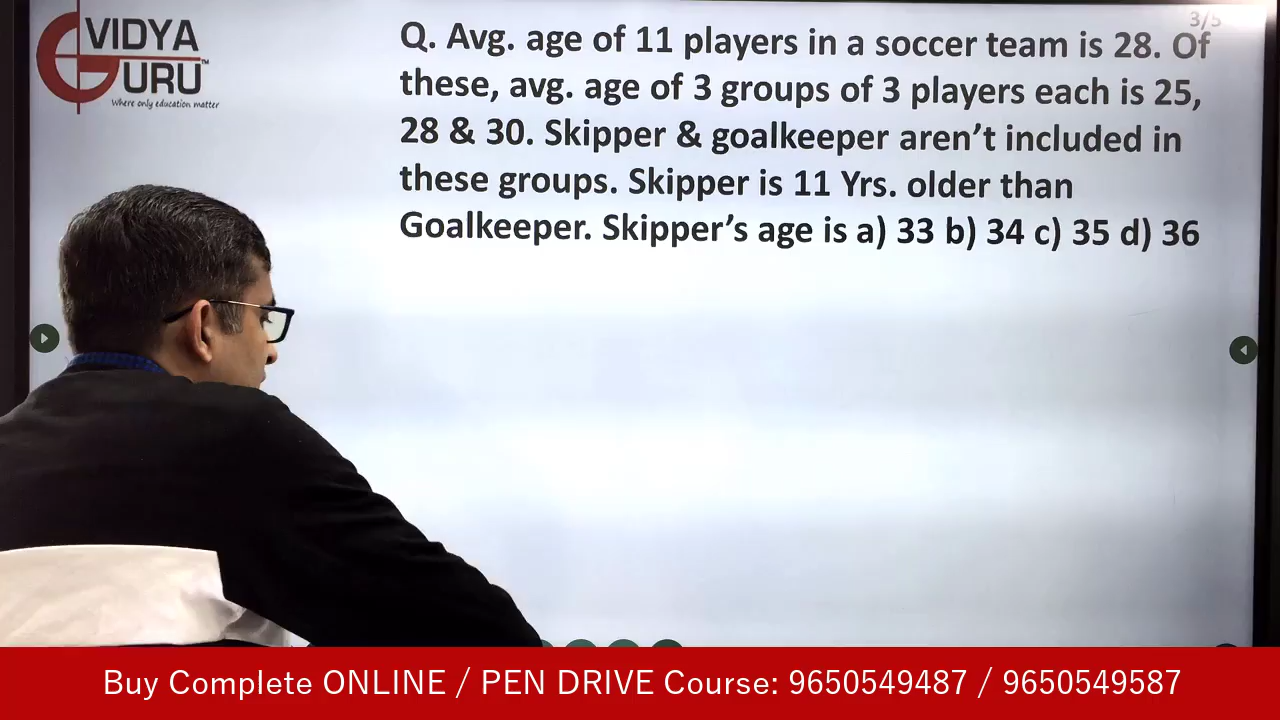 VIDYA
GURU™
Where only education matter
3/5
Q. Avg. age of 11 players in a soccer team is 28. Of
these, avg. age of 3 groups of 3 players each is 25,
28 & 30. Skipper & goalkeeper aren't included in
these groups. Skipper is 11 Yrs. older than
Goalkeeper. Skipper's age is a) 33 b) 34 c) 35 d) 36
Buy Complete ONLINE / PEN DRIVE Course: 9650549487 / 9650549587